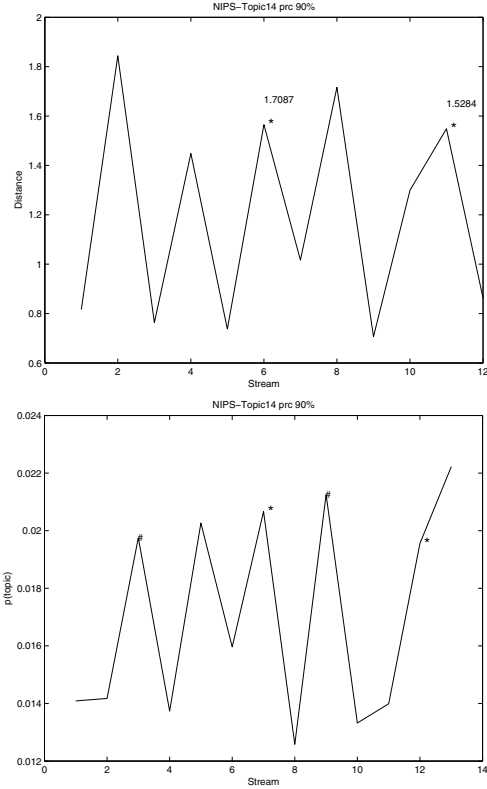 NIPS−Topic14 prc 90%
2
1.8
1.7087
1.5284
1.6
*
*
1.4
Distance
1.2
1
0.8
0.6
0 2 4 6 8 10 12
Stream
NIPS−Topic14 prc 90%
0.024
0.022
#
*
#
*
0.02
0.018
p(topic)
0.016
0.014
0.012
0 2 4 6 8 10 12 14
Stream